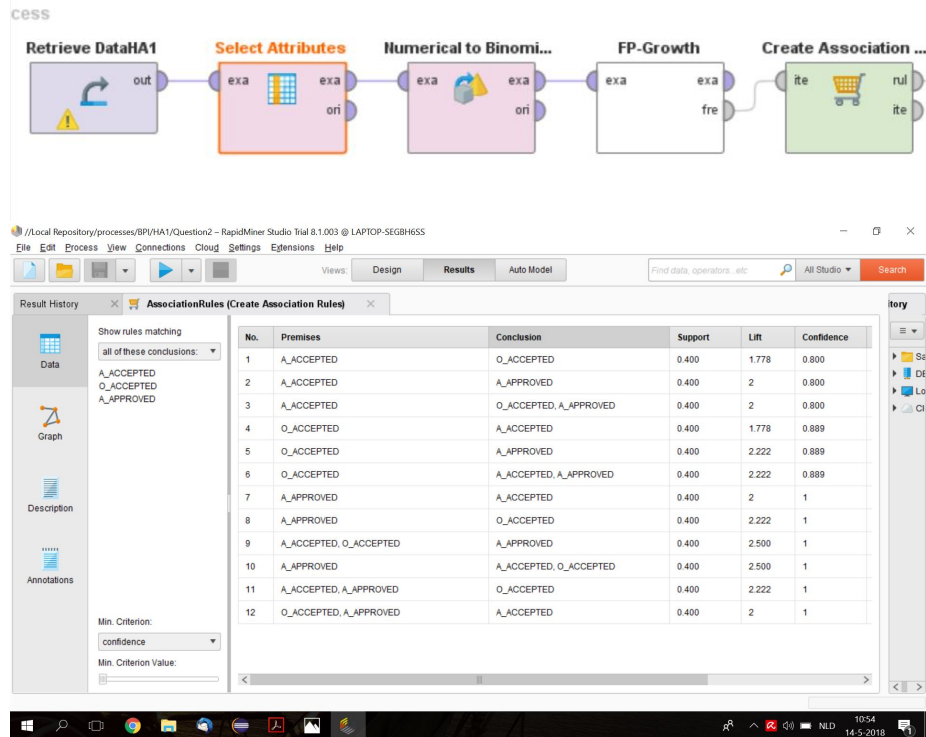 cess
Retrieve DataHA1 Select Attributes Numerical to Binomi... FP-Growth Create Association ...
out exa exa exa exa exa exa ite rul
ori ori fre ite
//Local Repository/processes/BPI/HA1/Question2 – RapidMiner Studio Trial 8.1.003 @ LAPTOP-SEGBH6SS
File Edit Process View Connections Cloud Settings Extensions Help
Views: Design Results Auto Model Find data, operators...etc All Studio Search
Result History AssociationRules (Create Association Rules) itory
Data
Graph
Description
Annotations
Show rules matching
all of these conclusions:
A_ACCEPTED
O_ACCEPTED
A_APPROVED
Min. Criterion:
confidence
Min. Criterion Value:
No. Premises Conclusion Support Lift Confidence
1 A_ACCEPTED O_ACCEPTED 0.400 1.778 0.800
2 A_ACCEPTED A_APPROVED 0.400 2 0.800
3 A_ACCEPTED O_ACCEPTED, A_APPROVED 0.400 2 0.800
4 O_ACCEPTED A_ACCEPTED 0.400 1.778 0.889
5 O_ACCEPTED A_APPROVED 0.400 2.222 0.889
6 O_ACCEPTED A_ACCEPTED, A_APPROVED 0.400 2.222 0.889
7 A_APPROVED A_ACCEPTED 0.400 2 1
8 A_APPROVED O_ACCEPTED 0.400 2.222 1
9 A_ACCEPTED, O_ACCEPTED A_APPROVED 0.400 2.500 1
10 A_APPROVED A_ACCEPTED, O_ACCEPTED 0.400 2.500 1
11 A_ACCEPTED, A_APPROVED O_ACCEPTED 0.400 2.222 1
12 O_ACCEPTED, A_APPROVED A_ACCEPTED 0.400 2 1
Sa
DE
Lo
Cl
NLD 10:54
14-5-2018